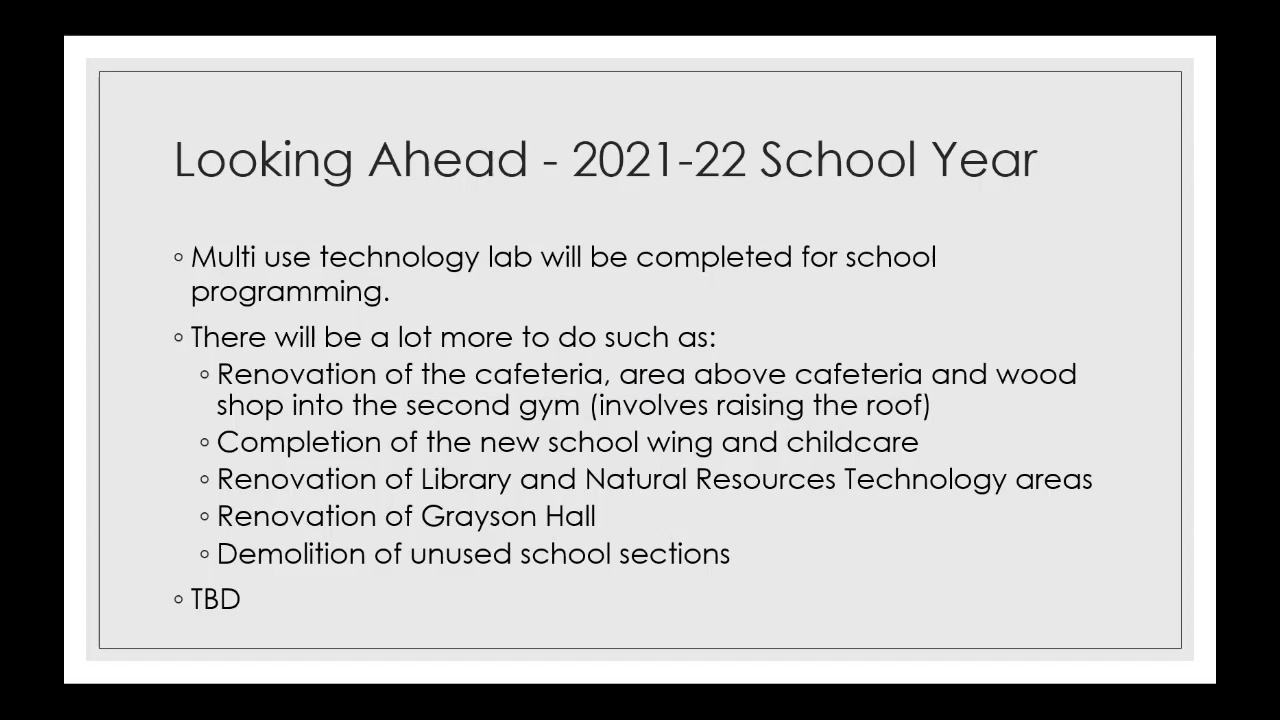 Looking Ahead - 2021-22 School Year
◦ Multi use technology lab will be completed for school
programming.
◦ There will be a lot more to do such as:
◦ Renovation of the cafeteria, area above cafeteria and wood
shop into the second gym (involves raising the roof)
◦ Completion of the new school wing and childcare
◦ Renovation of Library and Natural Resources Technology areas
◦ Renovation of Grayson Hall
◦ Demolition of unused school sections
◦ TBD